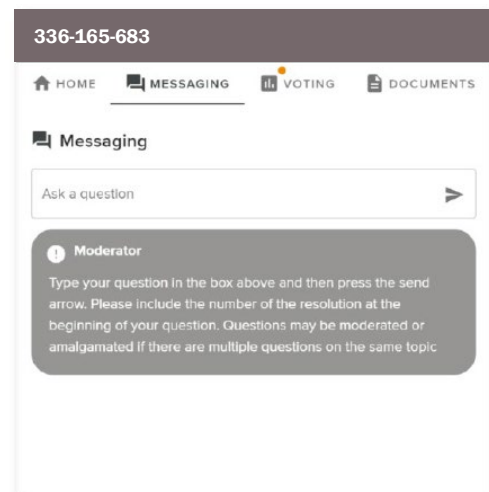 336-165-683
HOME MESSAGING VOTING DOCUMENTS
Messaging
Ask a question
Moderator
Type your question in the box above and then press the send
arrow. Please include the number of the resolution at the
beginning of your question. Questions may be moderated or
amalgamated if there are multiple questions on the same topic